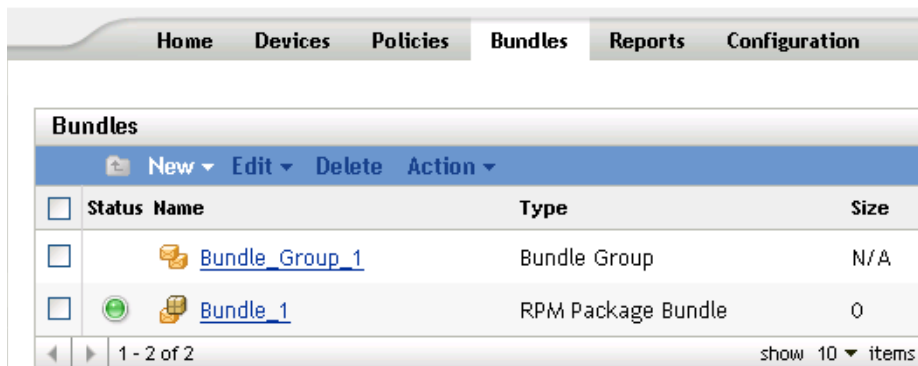 Home Devices Policies Bundles Reports Configuration
Bundles
New Edit Delete Action
Status Name Type Size
Bundle_Group_1 Bundle Group N/A
Bundle_1 RPM Package Bundle 0
1 - 2 of 2 show 10 items